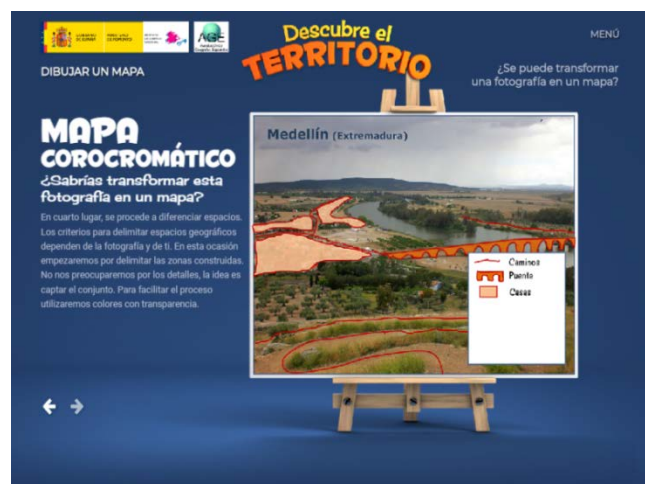 GOBIERNO DE ESPAÑA
AGE
Descubre el
TERRITORIO
MENÚ
DIBUJAR UN MAPA
¿Se puede transformar
una fotografía en un mapa?
MAPA
COROCROMÁTICO
¿Sabrías transformar esta
fotografía en un mapa?
En cuarto lugar, se procede a diferenciar espacios.
Los criterios para delimitar espacios geográficos
dependen de la fotografía y de ti. En esta ocasión
empezaremos por delimitar las zonas construidas.
No nos preocuparemos por los detalles, la idea es
captar el conjunto. Para facilitar el proceso
utilizaremos colores con transparencia.
Medellín (Extremadura)
Caminos
Puente
Casas